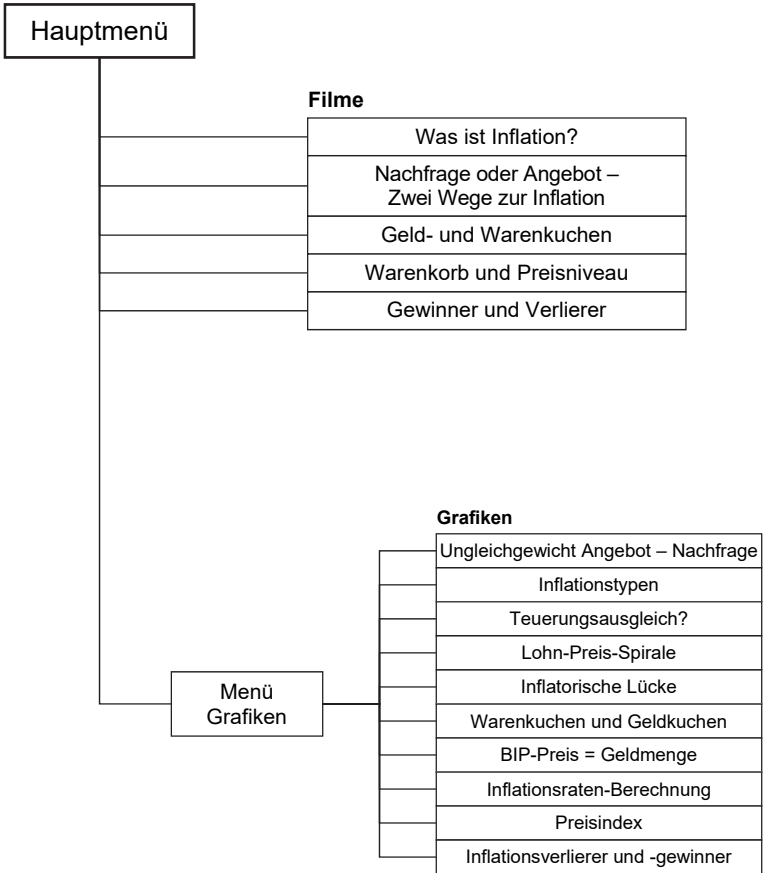 Hauptmenü
Filme
Was ist Inflation?
Nachfrage oder Angebot –
Zwei Wege zur Inflation
Geld- und Warenkuchen
Warenkorb und Preisniveau
Gewinner und Verlierer
Grafiken
Ungleichgewicht Angebot – Nachfrage
Inflationstypen
Teuerungsausgleich?
Lohn-Preis-Spirale
Menü
Grafiken
Inflatorische Lücke
Warenkuchen und Geldkuchen
BIP-Preis = Geldmenge
Inflationsraten-Berechnung
Preisindex
Inflationsverlierer und -gewinner